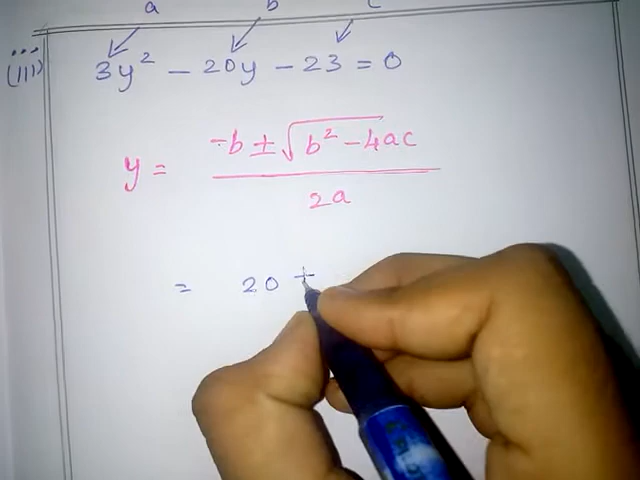 a b c
(iii) 3y² - 20y - 23 = 0
y = -b ± √b² - 4ac / 2a
= 20 +